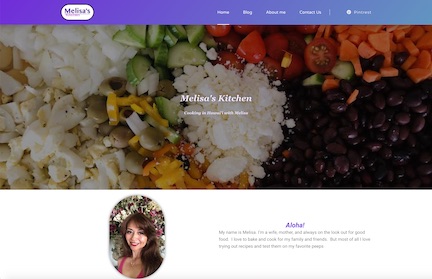 Melisa's
Home
Blog
About me
Contact Us
Pinterest
Melisa's Kitchen
Cooking in Hawai'i with Melisa
Aloha!
My name is Melisa. I'm a wife, mother, and always on the look out for good
food. I love to bake and cook for my family and friends. But most of all I love
trying out recipes and test them on my favorite peeps.